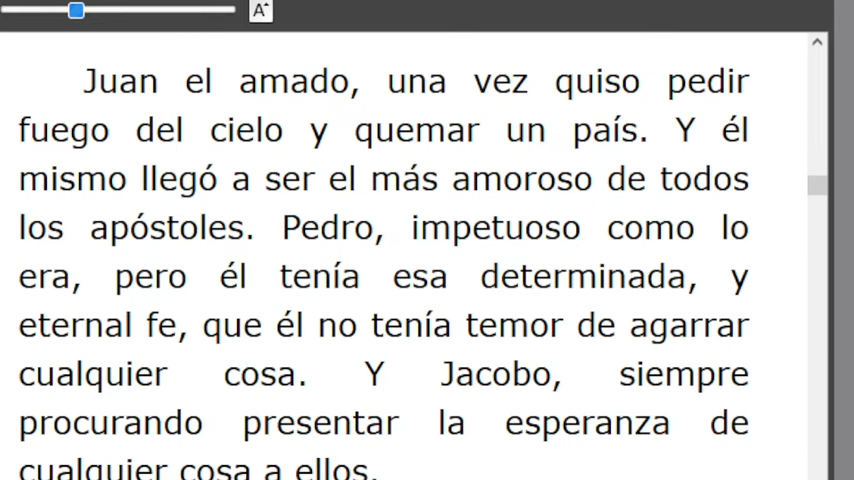 A
Juan el amado, una vez quiso pedir
fuego del cielo y quemar un país. Y él
mismo llegó a ser el más amoroso de todos
los apóstoles. Pedro, impetuoso como lo
era, pero él tenía esa determinada, y
eternal fe, que él no tenía temor de agarrar
cualquier cosa. Y Jacobo, siempre
procurando presentar la esperanza de
cualquier cosa a ellos.